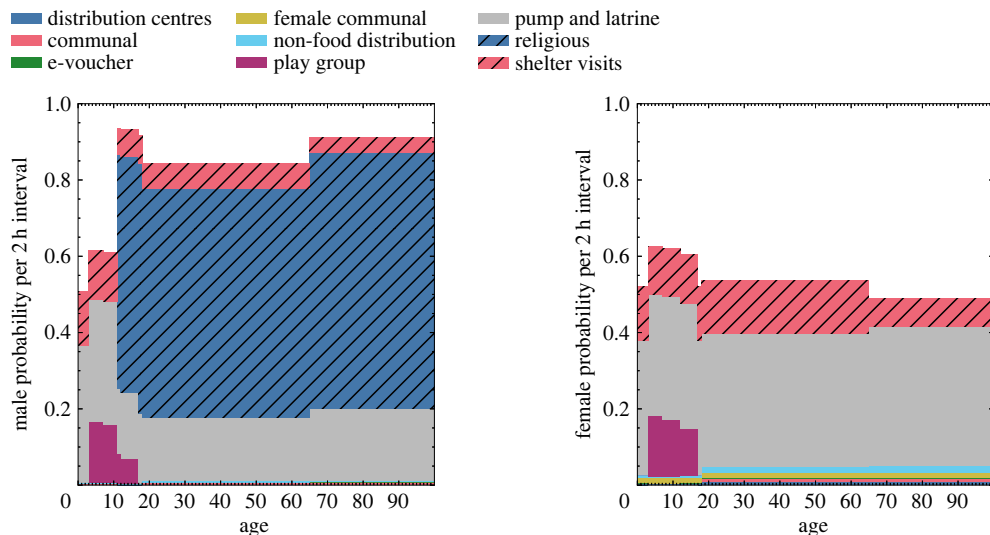 distribution centres
communal
e-voucher
female communal
non-food distribution
play group
pump and latrine
religious
shelter visits
male probability per 2 h interval
1.0
0.8
0.6
0.4
0.2
0 10 20 30 40 50 60 70 80 90
age
female probability per 2 h interval
1.0
0.8
0.6
0.4
0.2
0 10 20 30 40 50 60 70 80 90
age